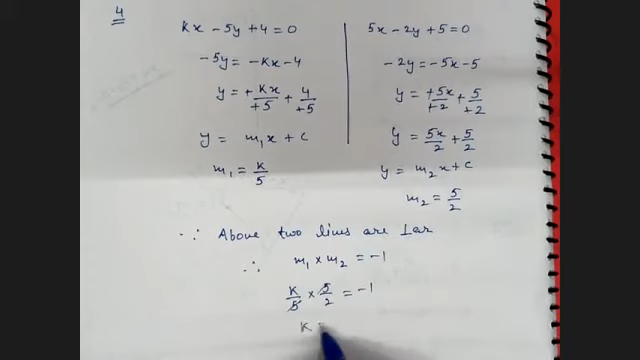 4
kx - 5y + 4 = 0
-5y = -kx - 4
y = +kx/+5 + 4/+5
y = m₁x + c
m₁ = k/5
5x - 2y + 5 = 0
-2y = -5x - 5
y = +5x/+2 + 5/+2
y = 5x/2 + 5/2
y = m₂x + c
m₂ = 5/2
∵ Above two lines are ⊥ar
∴ m₁ × m₂ = -1
k/5 × 5/2 = -1
k =